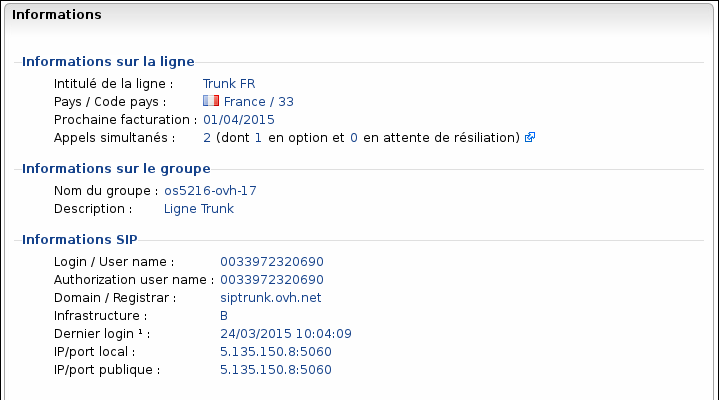 Informations
Informations sur la ligne
Intitulé de la ligne : Trunk FR
Pays / Code pays : France / 33
Prochaine facturation : 01/04/2015
Appels simultanés : 2 (dont 1 en option et 0 en attente de résiliation)
Informations sur le groupe
Nom du groupe : os5216-ovh-17
Description : Ligne Trunk
Informations SIP
Login / User name : 0033972320690
Authorization user name : 0033972320690
Domain / Registrar : siptrunk.ovh.net
Infrastructure : B
Dernier login ¹ : 24/03/2015 10:04:09
IP/port local : 5.135.150.8:5060
IP/port publique : 5.135.150.8:5060